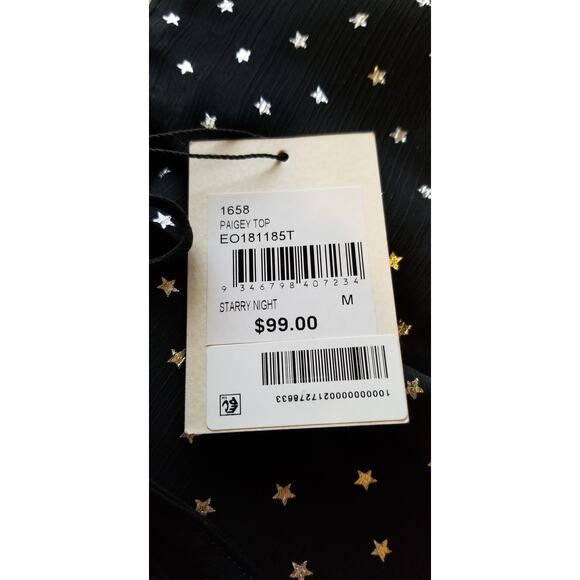 1658
PAIGEY TOP
EO181185T
9 346798 407234
STARRY NIGHT M
$99.00
1000000000217278633